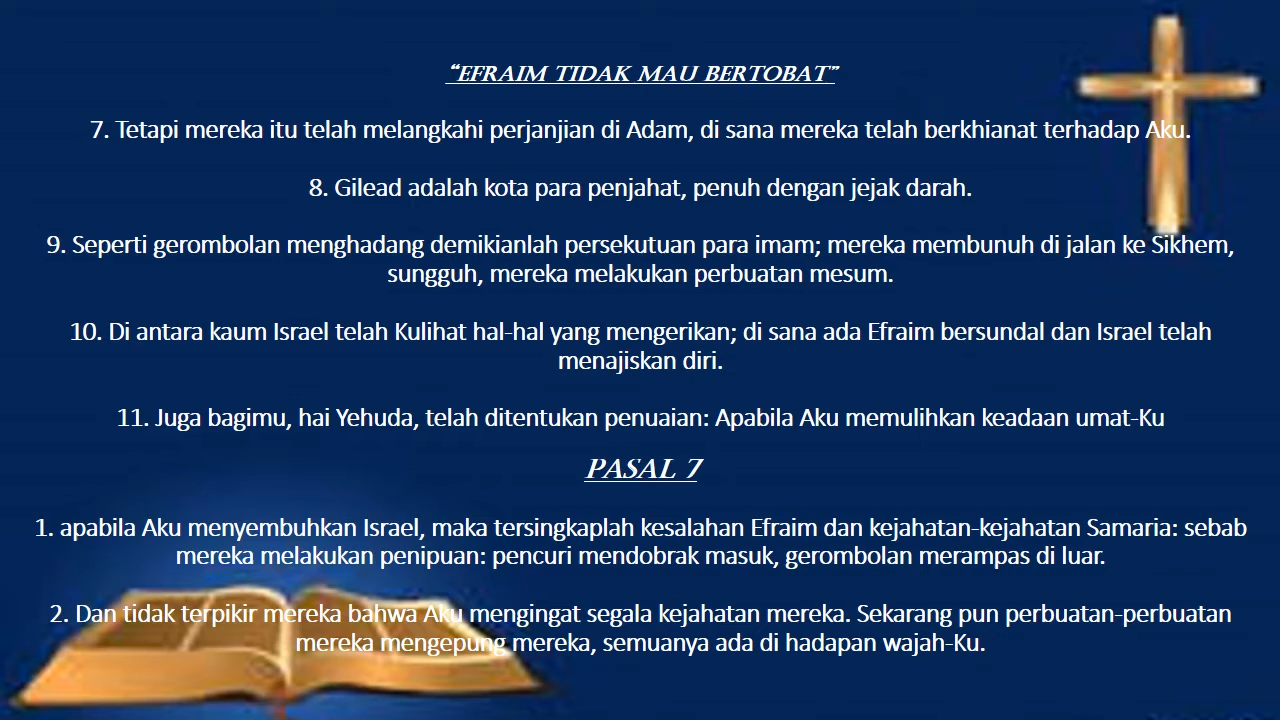 “EFRAIM TIDAK MAU BERTOBAT”
7. Tetapi mereka itu telah melangkahi perjanjian di Adam, di sana mereka telah berkhianat terhadap Aku.
8. Gilead adalah kota para penjahat, penuh dengan jejak darah.
9. Seperti gerombolan menghadang demikianlah persekutuan para imam; mereka membunuh di jalan ke Sikhem,
sungguh, mereka melakukan perbuatan mesum.
10. Di antara kaum Israel telah Kulihat hal-hal yang mengerikan; di sana ada Efraim bersundal dan Israel telah
menajiskan diri.
11. Juga bagimu, hai Yehuda, telah ditentukan penuaian: Apabila Aku memulihkan keadaan umat-Ku
PASAL 7
1. apabila Aku menyembuhkan Israel, maka tersingkaplah kesalahan Efraim dan kejahatan-kejahatan Samaria: sebab
mereka melakukan penipuan: pencuri mendobrak masuk, gerombolan merampas di luar.
2. Dan tidak terpikir mereka bahwa Aku mengingat segala kejahatan mereka. Sekarang pun perbuatan-perbuatan
mereka mengepung mereka, semuanya ada di hadapan wajah-Ku.